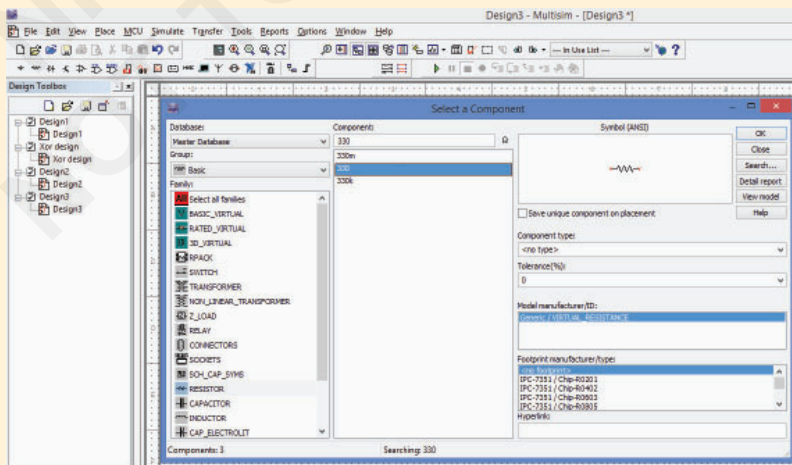 Design3 - Multisim - [Design3 *]
File Edit View Place MCU Simulate Transfer Tools Reports Options Window Help
--- In Use List ---
Design Toolbox
Design1
Design1
Xor design
Xor design
Design2
Design2
Design3
Design3
Select a Component
Database:
Master Database
Group:
Basic
Family:
Select all families
BASIC_VIRTUAL
RATED_VIRTUAL
3D_VIRTUAL
RPACK
SWITCH
TRANSFORMER
NON_LINEAR_TRANSFORMER
Z_LOAD
RELAY
CONNECTORS
SOCKETS
SCH_CAP_SYMS
RESISTOR
CAPACITOR
INDUCTOR
CAP_ELECTROLIT
Component:
330
Ω
330m
330
330k
Symbol (ANSI)
Save unique component on placement
Component type:
<no type>
Tolerance(%):
0
Model manufacturer/ID:
Generic / VIRTUAL_RESISTANCE
Footprint manufacturer/type:
<no footprint>
IPC-7351 / Chip-R0201
IPC-7351 / Chip-R0402
IPC-7351 / Chip-R0603
IPC-7351 / Chip-R0805
Hyperlink:
OK
Close
Search...
Detail report
View model
Help
Components: 3
Searching: 330